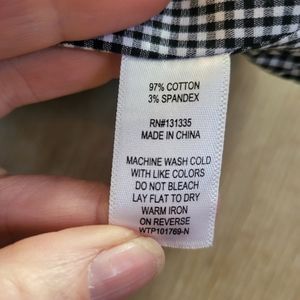 97% COTTON
3% SPANDEX
RN#131335
MADE IN CHINA
MACHINE WASH COLD
WITH LIKE COLORS
DO NOT BLEACH
LAY FLAT TO DRY
WARM IRON
ON REVERSE
WTP101769-N